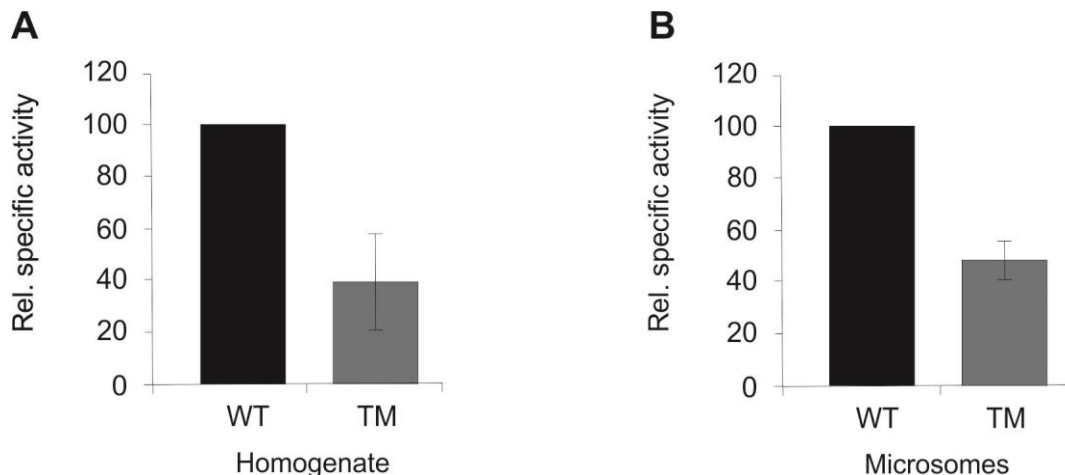 A
Rel. specific activity
120
100
80
60
40
20
0
WT TM
Homogenate
B
Rel. specific activity
120
100
80
60
40
20
0
WT TM
Microsomes